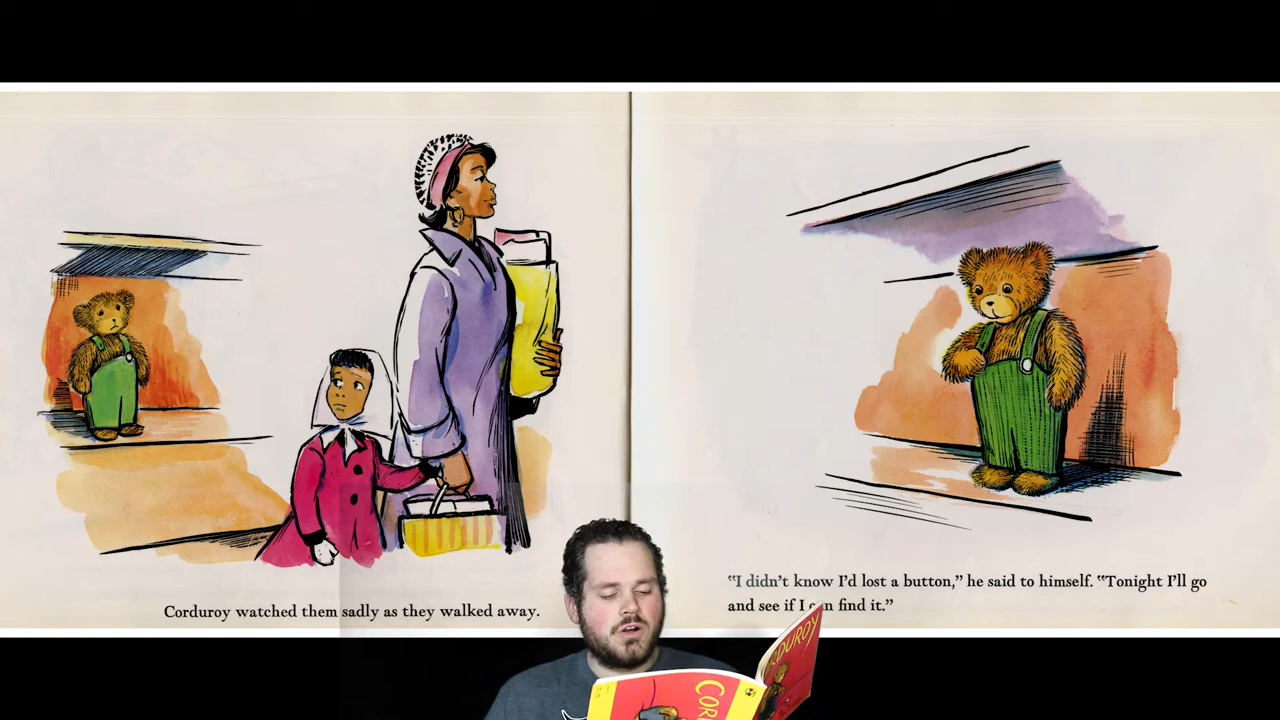 Corduroy watched them sadly as they walked away.
"I didn't know I'd lost a button," he said to himself. "Tonight I'll go
and see if I can find it."